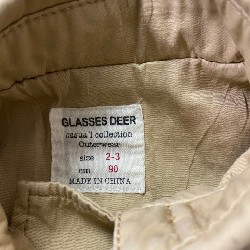 GLASSES DEER
casual collection
Outerwear
size 2-3
cm 90
MADE IN CHINA